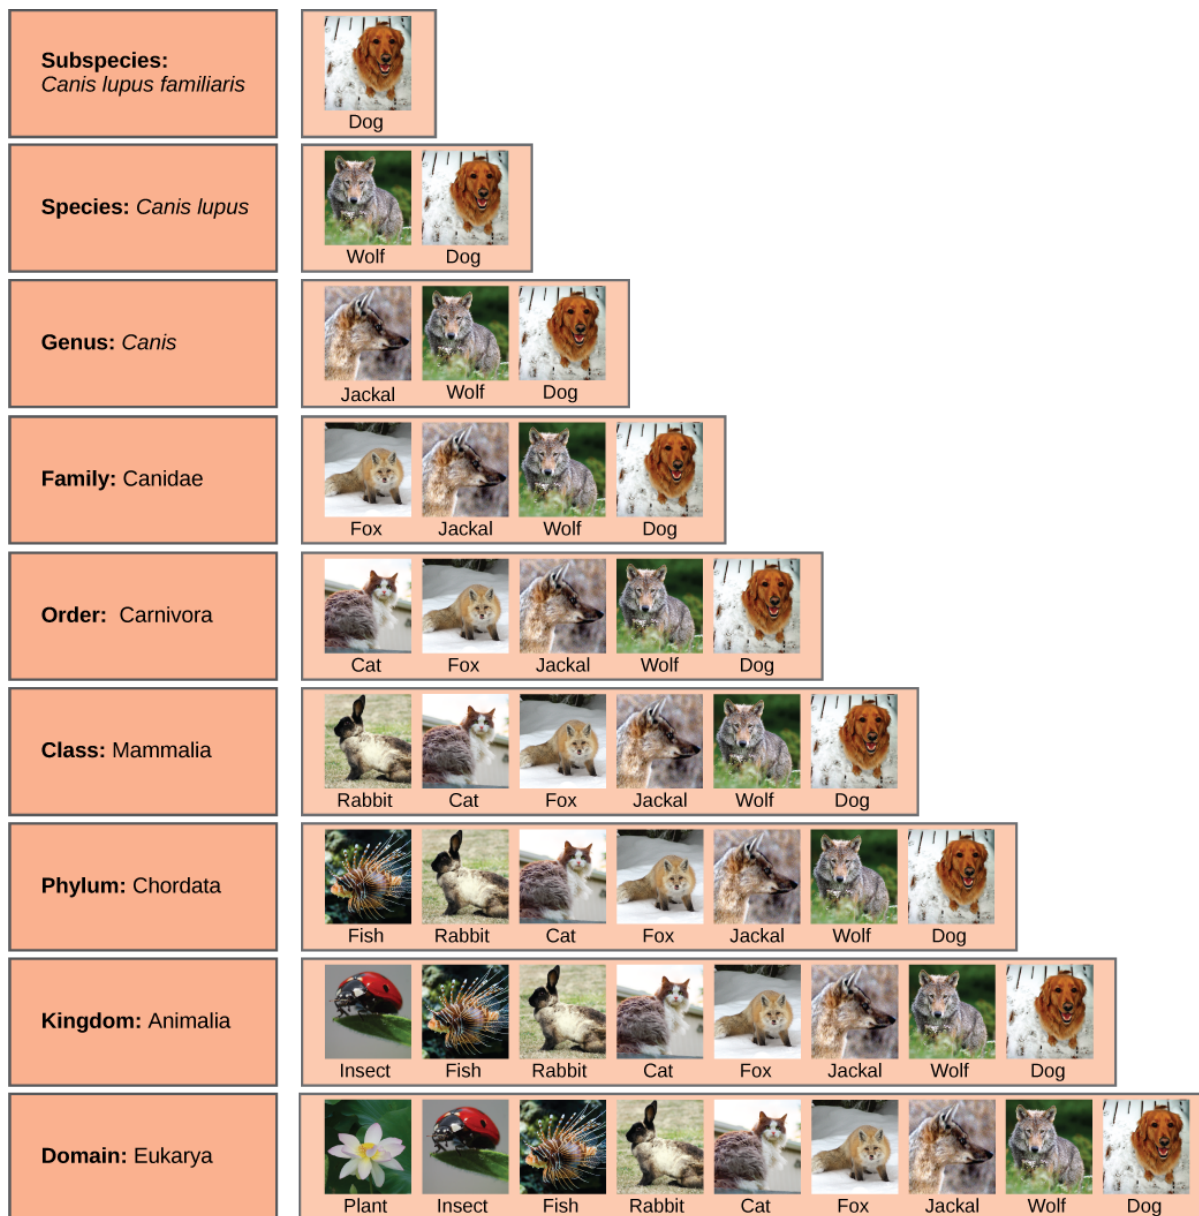 Subspecies:
Canis lupus familiaris
Dog
Species: Canis lupus
Wolf Dog
Genus: Canis
Jackal Wolf Dog
Family: Canidae
Fox Jackal Wolf Dog
Order: Carnivora
Cat Fox Jackal Wolf Dog
Class: Mammalia
Rabbit Cat Fox Jackal Wolf Dog
Phylum: Chordata
Fish Rabbit Cat Fox Jackal Wolf Dog
Kingdom: Animalia
Insect Fish Rabbit Cat Fox Jackal Wolf Dog
Domain: Eukarya
Plant Insect Fish Rabbit Cat Fox Jackal Wolf Dog